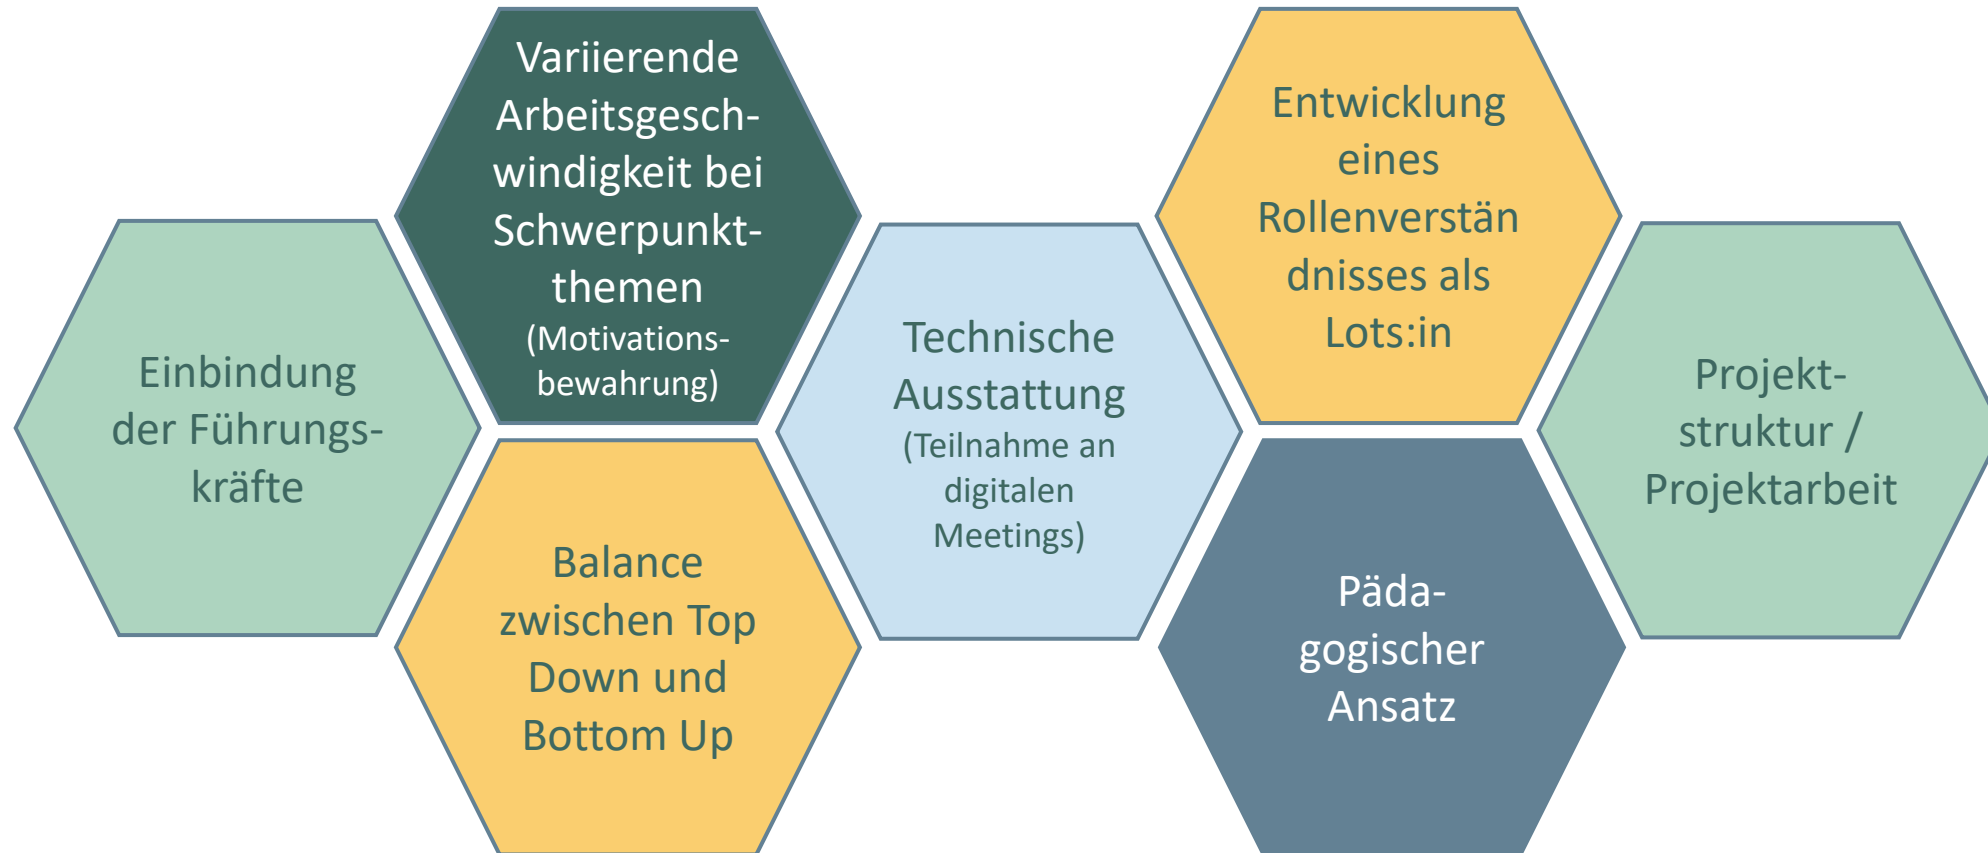 Einbindung
der Führungs-
kräfte
Variierende
Arbeitsgesch-
windigkeit bei
Schwerpunkt-
themen
(Motivations-
bewahrung)
Balance
zwischen Top
Down und
Bottom Up
Technische
Ausstattung
(Teilnahme an
digitalen
Meetings)
Entwicklung
eines
Rollenverstän
dnisses als
Lots:in
Päda-
gogischer
Ansatz
Projekt-
struktur /
Projektarbeit